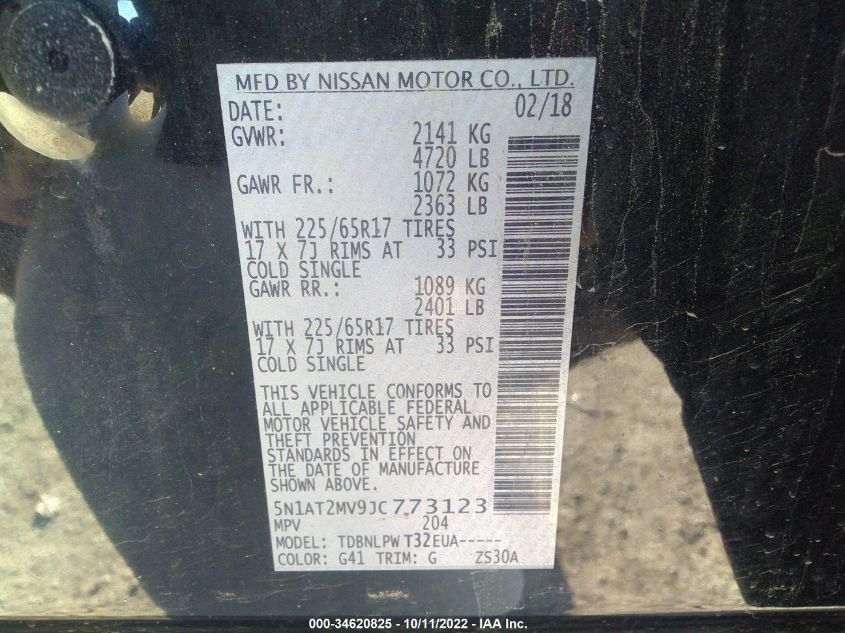 MFD BY NISSAN MOTOR CO., LTD.
DATE: 02/18
GVWR: 2141 KG
4720 LB
GAWR FR.: 1072 KG
2363 LB
WITH 225/65R17 TIRES
17 X 7J RIMS AT 33 PSI
COLD SINGLE
GAWR RR.: 1089 KG
2401 LB
WITH 225/65R17 TIRES
17 X 7J RIMS AT 33 PSI
COLD SINGLE
THIS VEHICLE CONFORMS TO
ALL APPLICABLE FEDERAL
MOTOR VEHICLE SAFETY AND
THEFT PREVENTION
STANDARDS IN EFFECT ON
THE DATE OF MANUFACTURE
SHOWN ABOVE.
5N1AT2MV9JC773123
MPV 204
MODEL: TDBNLPW T32EUA-----
COLOR: G41 TRIM: G ZS30A
000-34620825 - 10/11/2022 - IAA Inc.